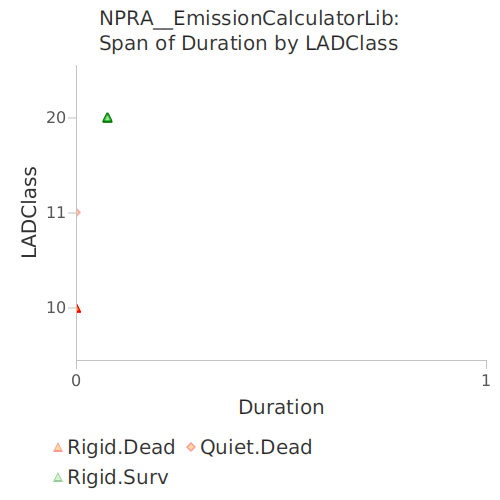 NPRA__EmissionCalculatorLib:
Span of Duration by LADClass
20
11
10
LADClass
0
1
Duration
Rigid.Dead
Quiet.Dead
Rigid.Surv